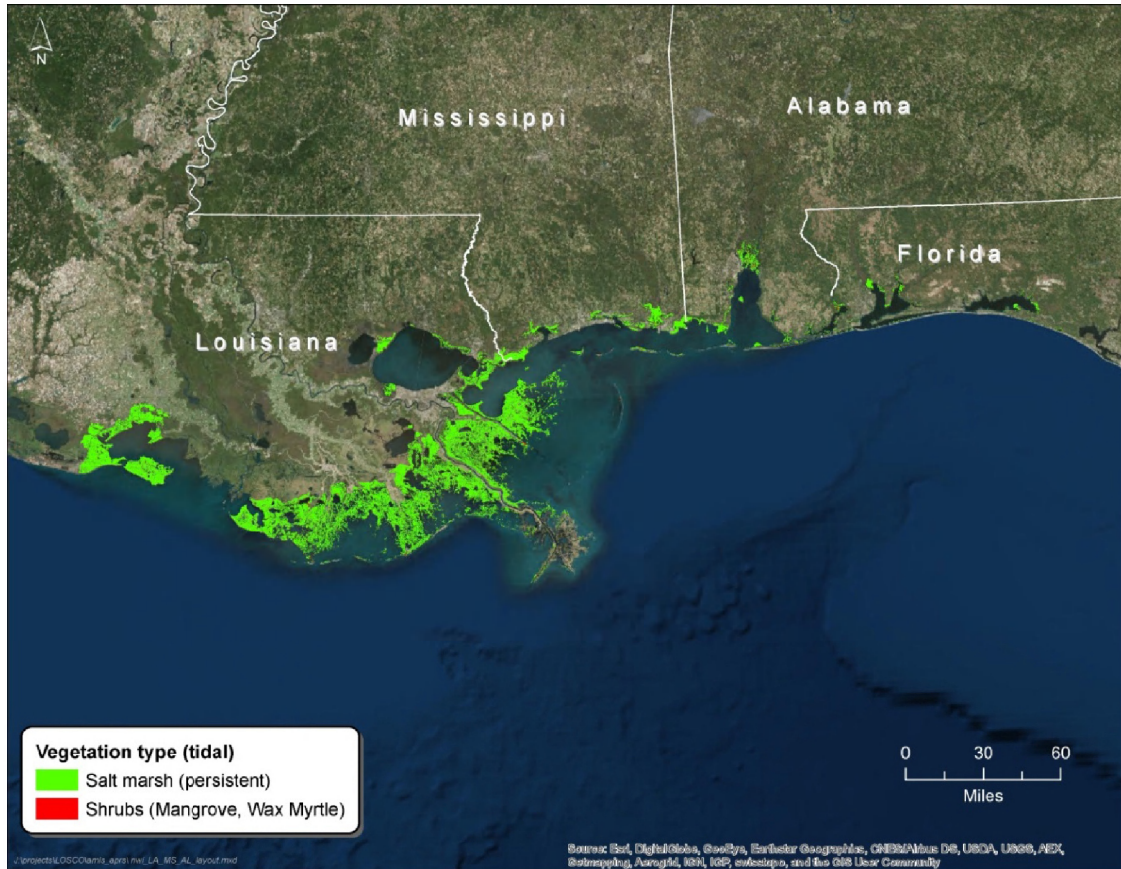 N
Mississippi
Alabama
Florida
Louisiana
Vegetation type (tidal)
Salt marsh (persistent)
Shrubs (Mangrove, Wax Myrtle)
0 30 60
Miles
Source: Esri, DigitalGlobe, GeoEye, Earthstar Geographics, CNES/Airbus DS, USDA, USGS, AEX,
Getmapping, Aerogrid, IGN, IGP, swisstopo, and the GIS User Community